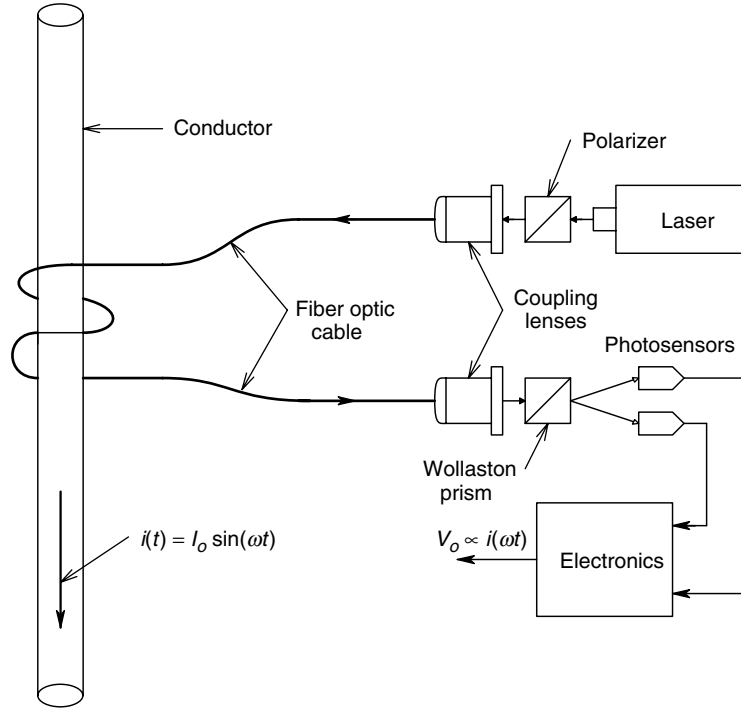 Conductor
Polarizer
Laser
Fiber optic
cable
Coupling
lenses
Photosensors
Wollaston
prism
i(t) = I_o sin(ωt)
V_o ∝ i(ωt)
Electronics